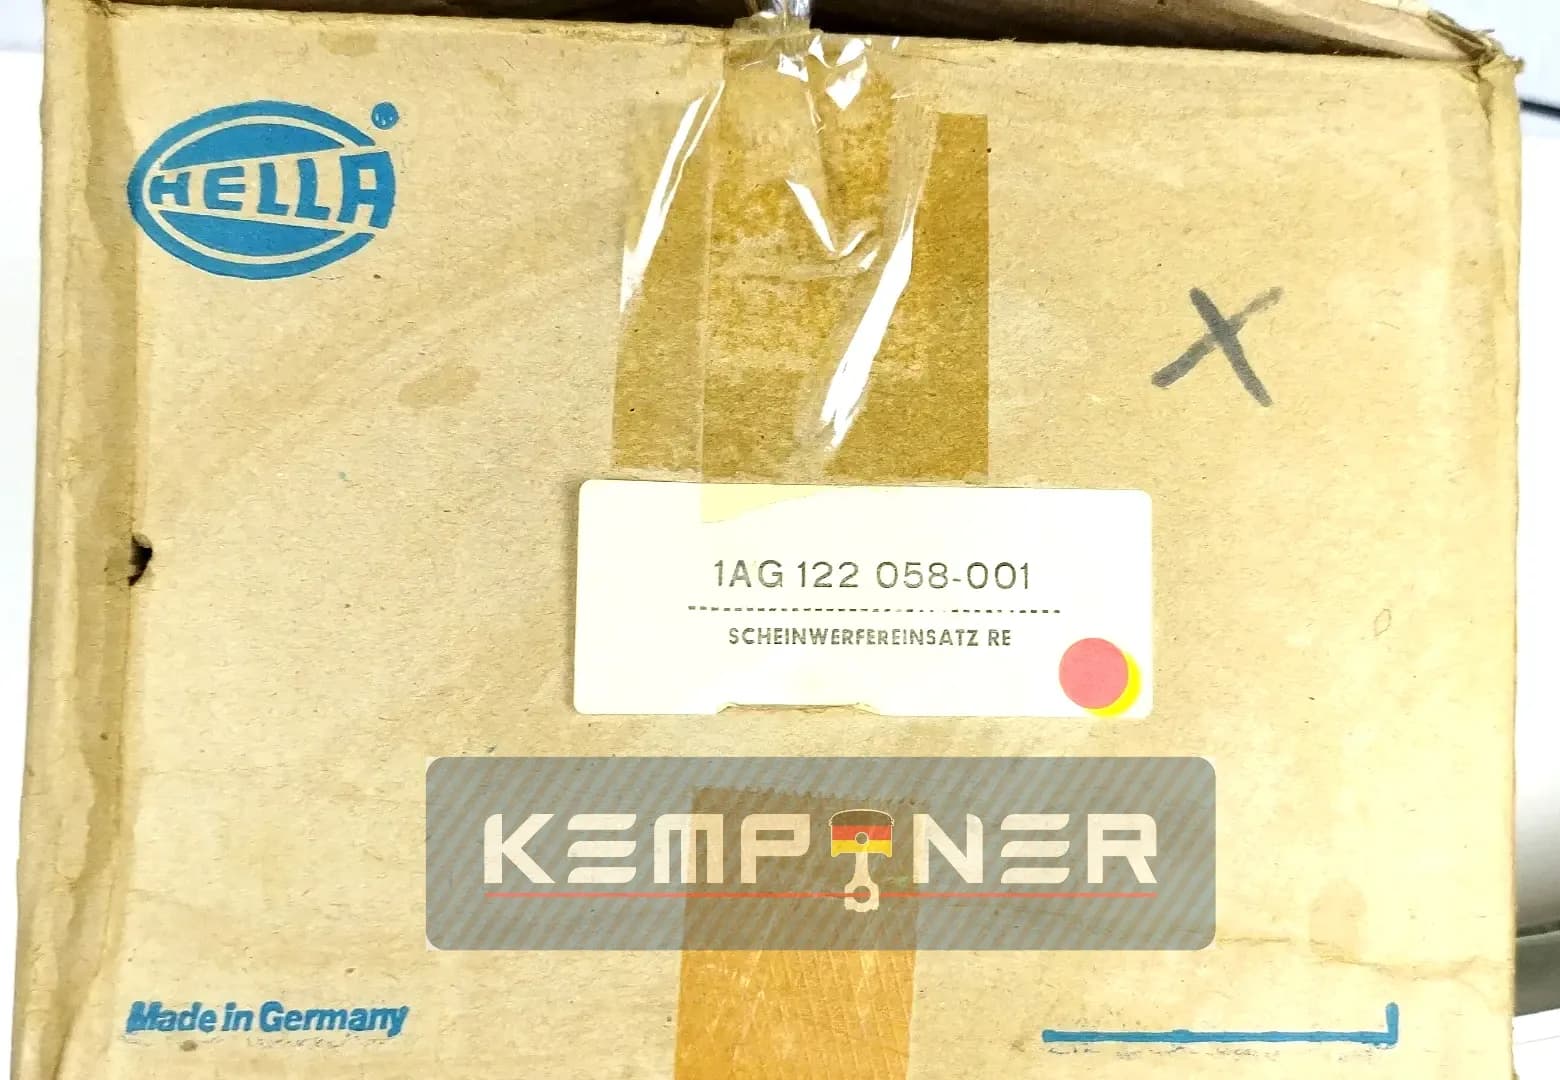 HELLA
X
1AG 122 058-001
SCHEINWERFEREINSATZ RE
KEMPTNER
Made in Germany